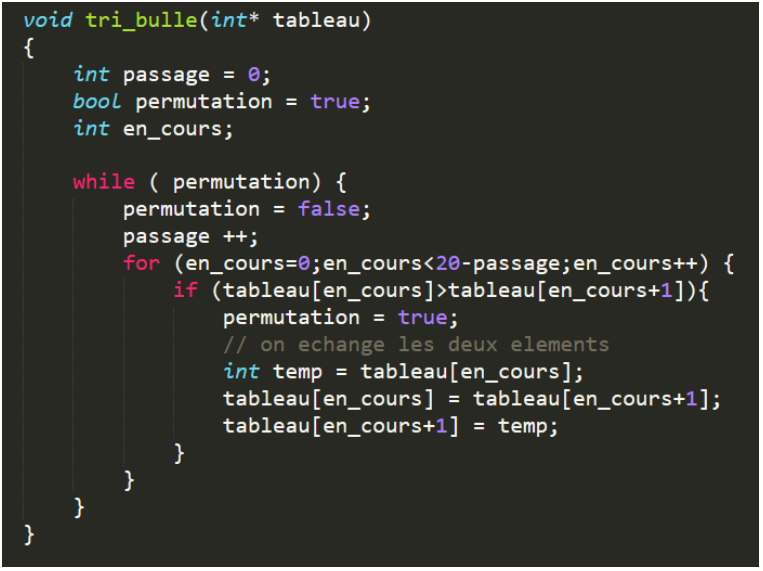 void tri_bulle(int* tableau)
{
    int passage = 0;
    bool permutation = true;
    int en_cours;

    while ( permutation) {
        permutation = false;
        passage ++;
        for (en_cours=0;en_cours<20-passage;en_cours++) {
            if (tableau[en_cours]>tableau[en_cours+1]){
                permutation = true;
                // on echange les deux elements
                int temp = tableau[en_cours];
                tableau[en_cours] = tableau[en_cours+1];
                tableau[en_cours+1] = temp;
            }
        }
    }
}